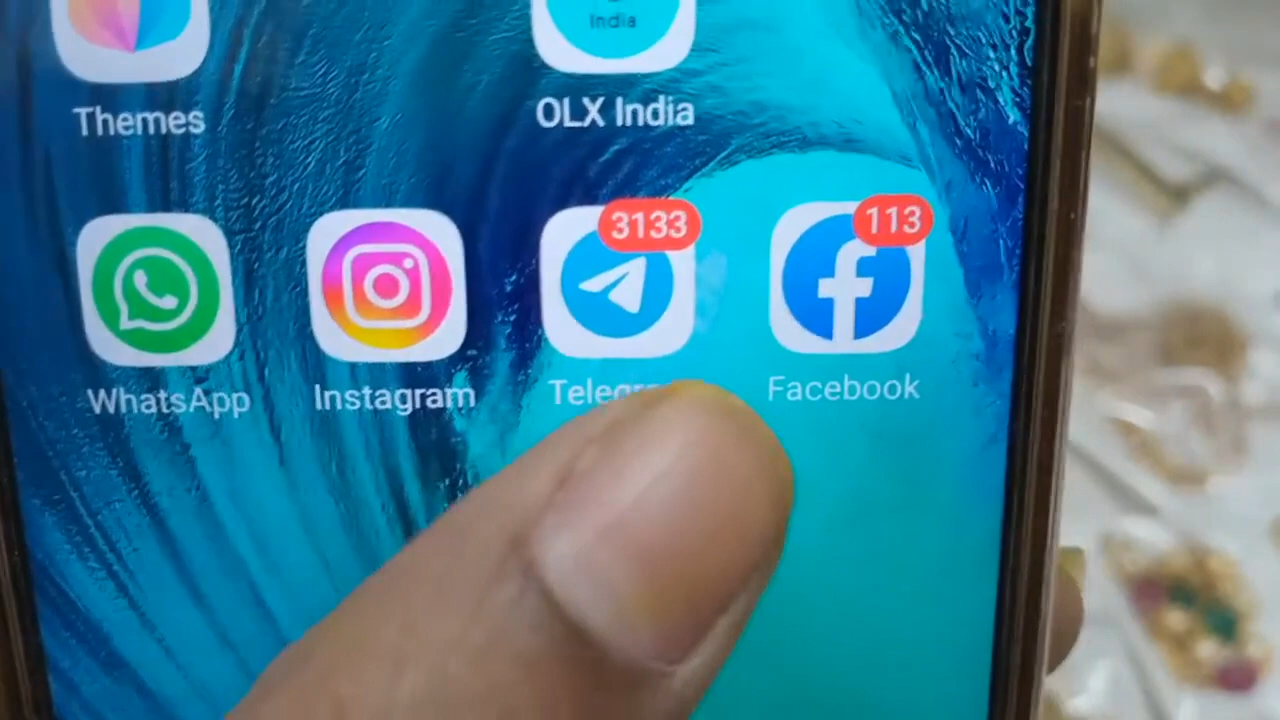 India
Themes
OLX India
3133
113
WhatsApp
Instagram
Facebook